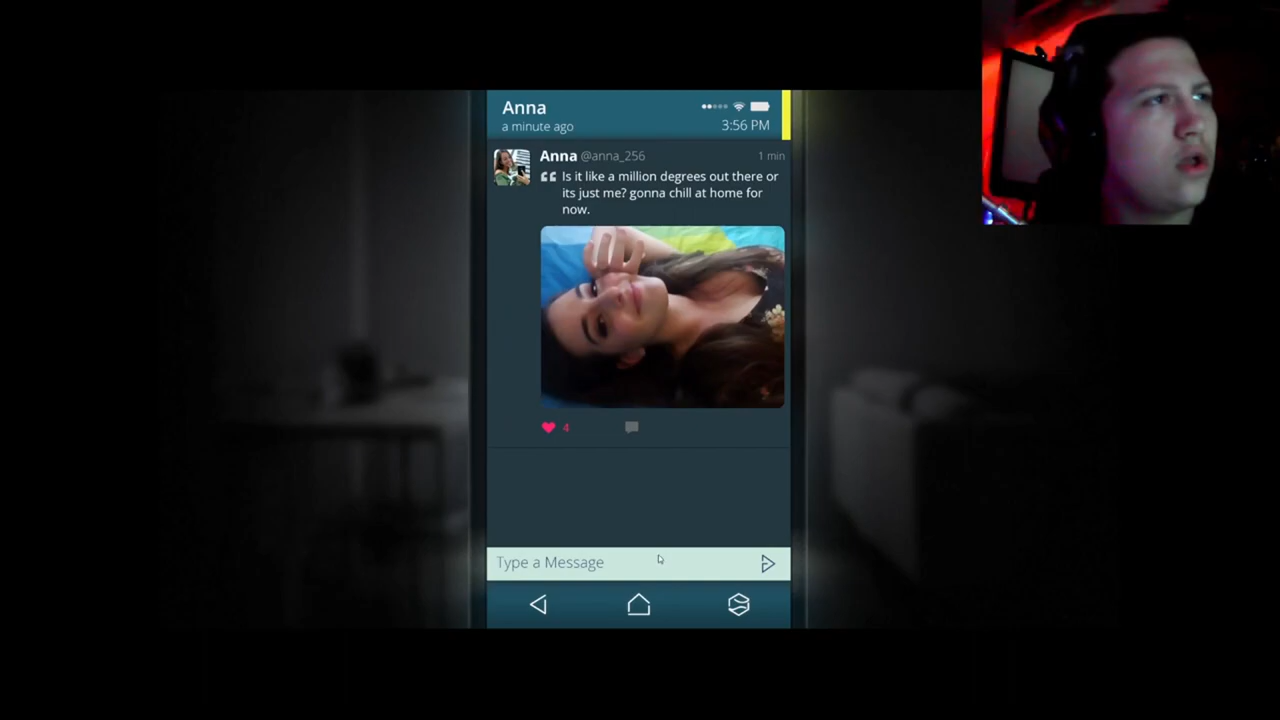 Anna
a minute ago
3:56 PM
Anna @anna_256
1 min
Is it like a million degrees out there or
its just me? gonna chill at home for
now.
4
Type a Message